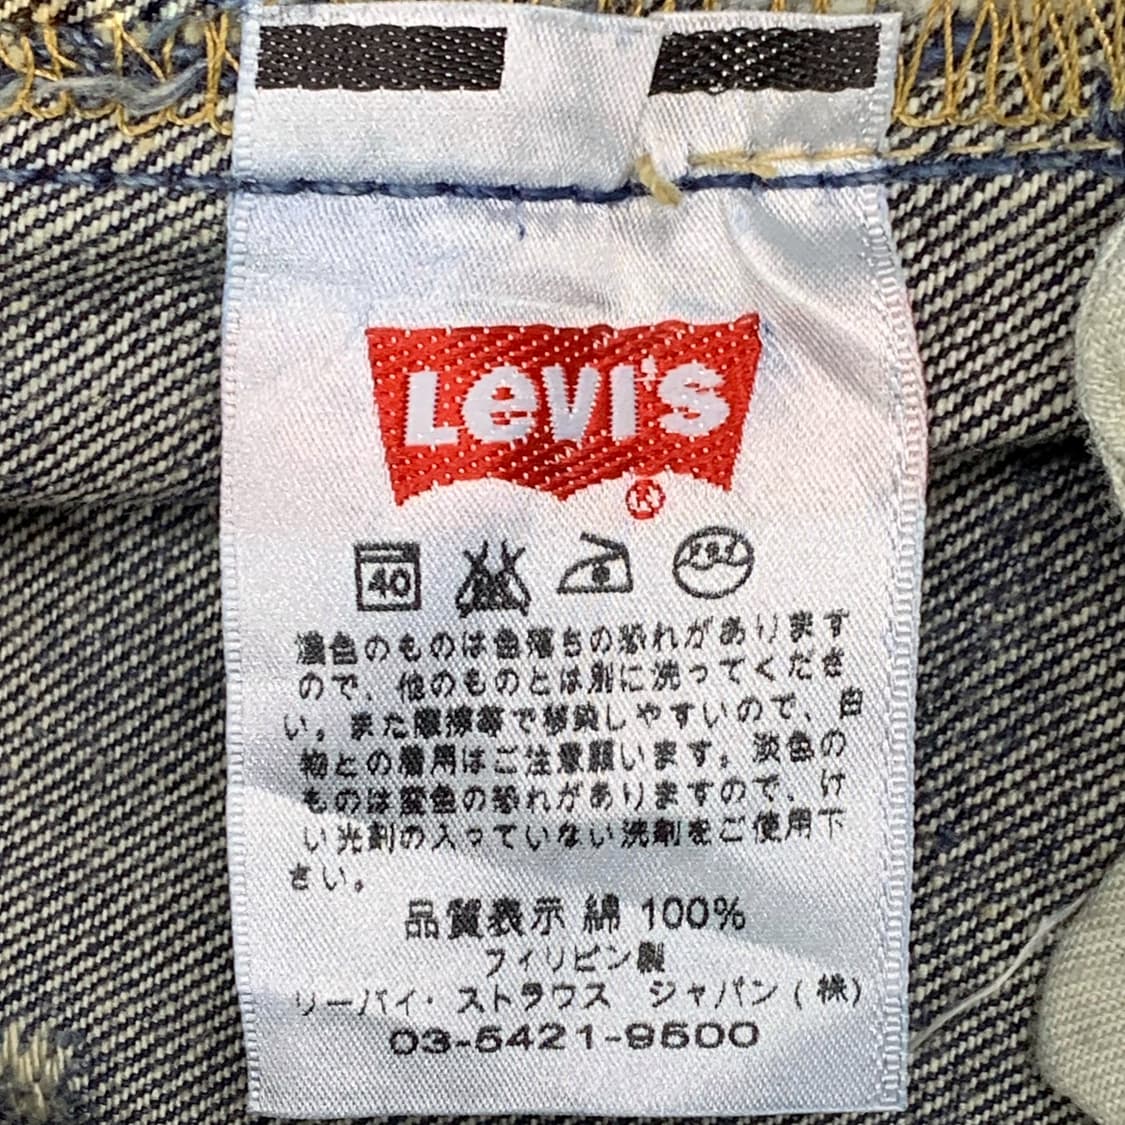 LEVI'S
®
40
濃色のものは色落ちの恐れがあります
ので、他のものとは別に洗ってくださ
い。また摩擦等で移染しやすいので、白
物との着用はご注意願います。淡色の
ものは変色の恐れがありますので、け
い光剤の入っていない洗剤をご使用下
さい。
品質表示 綿 100%
フィリピン製
リーバイ・ストラウス ジャパン(株)
03-5421-9500